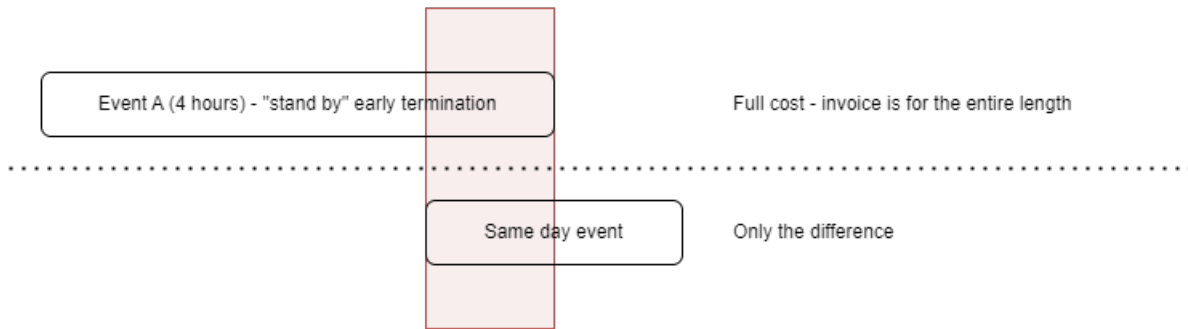 Event A (4 hours) - "stand by" early termination
Full cost - invoice is for the entire length
Same day event
Only the difference